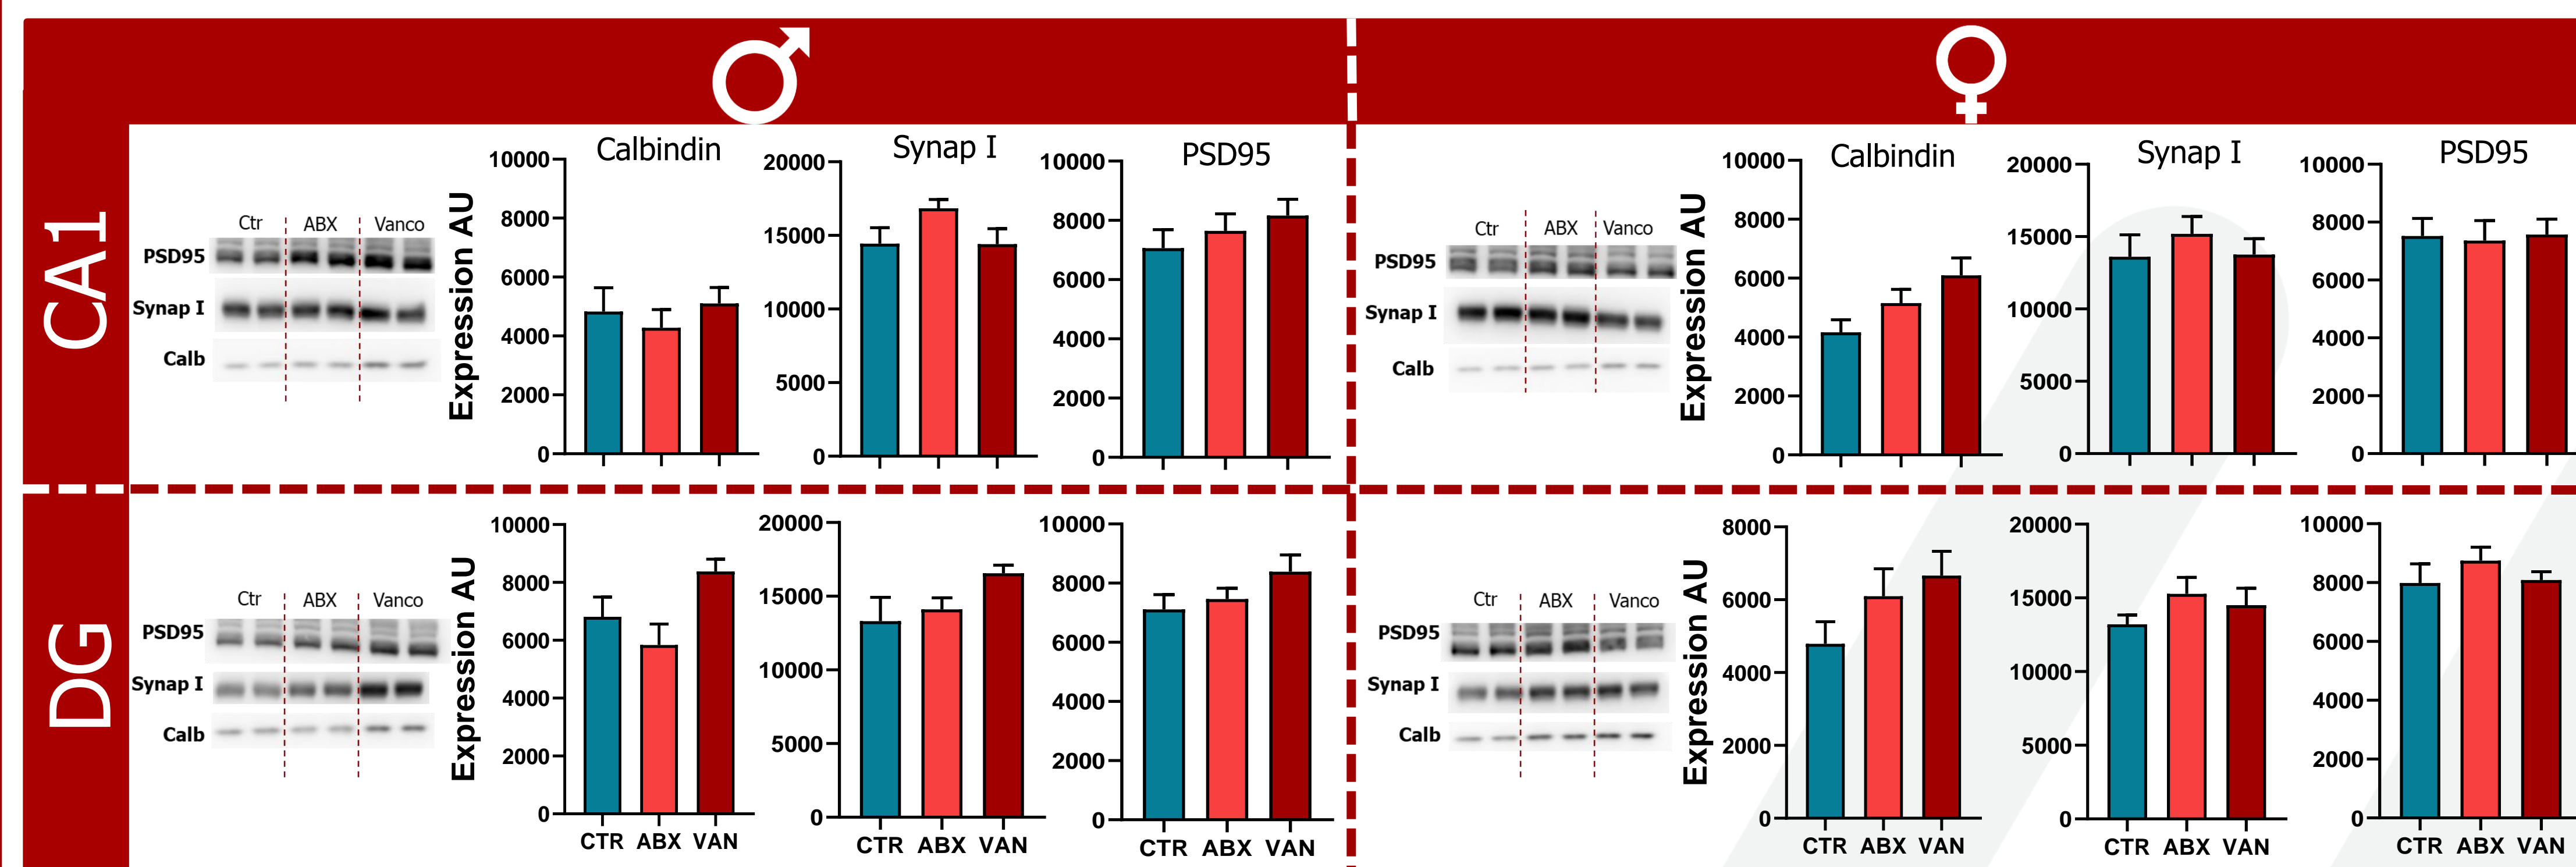 ♂
♀
CA1
Ctr ABX Vanco
PSD95
Synap I
Calb
Expression AU
Calbindin
10000
8000
6000
4000
2000
0
Synap I
20000
15000
10000
5000
0
PSD95
10000
8000
6000
4000
2000
0
Ctr ABX Vanco
PSD95
Synap I
Calb
Expression AU
Calbindin
10000
8000
6000
4000
2000
0
Synap I
20000
15000
10000
5000
0
PSD95
10000
8000
6000
4000
2000
0
DG
Ctr ABX Vanco
PSD95
Synap I
Calb
Expression AU
10000
8000
6000
4000
2000
0
CTR ABX VAN
20000
15000
10000
5000
0
CTR ABX VAN
10000
8000
6000
4000
2000
0
CTR ABX VAN
Ctr ABX Vanco
PSD95
Synap I
Calb
Expression AU
8000
6000
4000
2000
0
CTR ABX VAN
20000
15000
10000
5000
0
CTR ABX VAN
10000
8000
6000
4000
2000
0
CTR ABX VAN